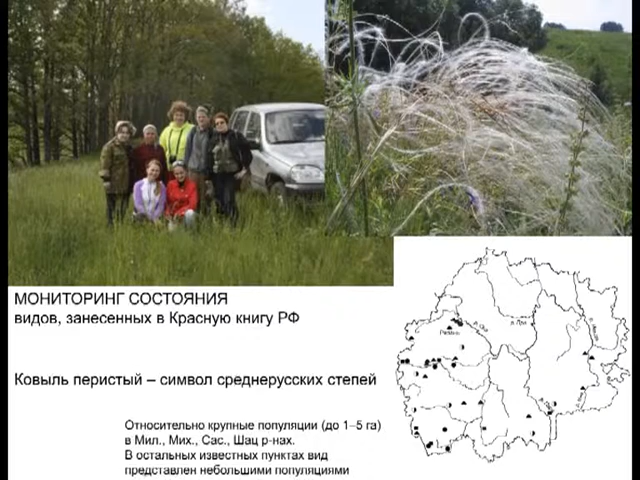 МОНИТОРИНГ СОСТОЯНИЯ
видов, занесенных в Красную книгу РФ
Ковыль перистый – символ среднерусских степей
Относительно крупные популяции (до 1–5 га)
в Мил., Мих., Сас., Шац р-нах.
В остальных известных пунктах вид
представлен небольшими популяциями